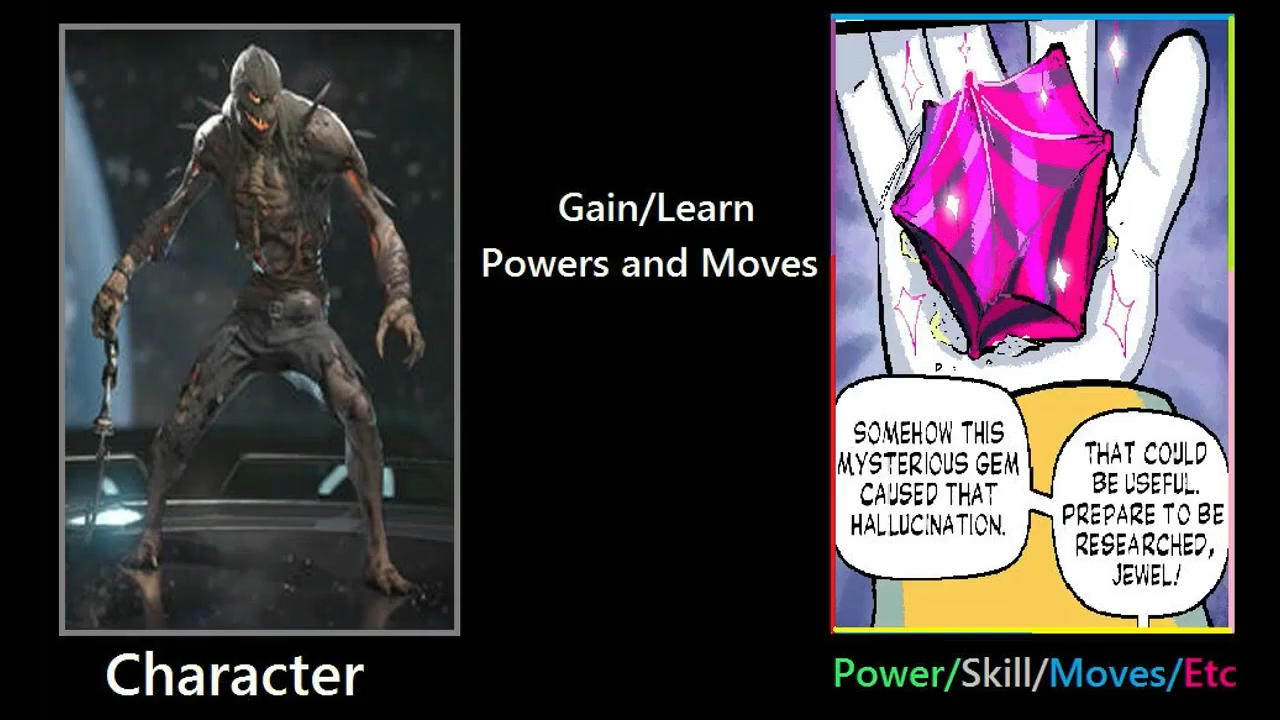 Gain/Learn
Powers and Moves
SOMEHOW THIS
MYSTERIOUS GEM
CAUSED THAT
HALLUCINATION.
THAT COULD
BE USEFUL.
PREPARE TO BE
RESEARCHED,
JEWEL!
Character
Power/Skill/Moves/Etc